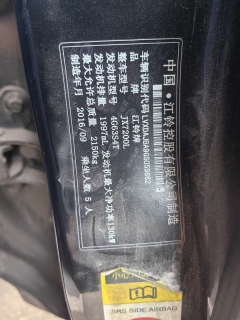 中国·江铃控股有限公司制造
车辆识别代码
品牌 江铃牌
整车型号 JX7200L
发动机型号 4G63S4T
发动机排量 1997mL 发动机最大净功率 130kW
最大允许总质量 2150kg
制造年月 2016/09 乘坐人数 5 人
SRS SIDE AIRBAG